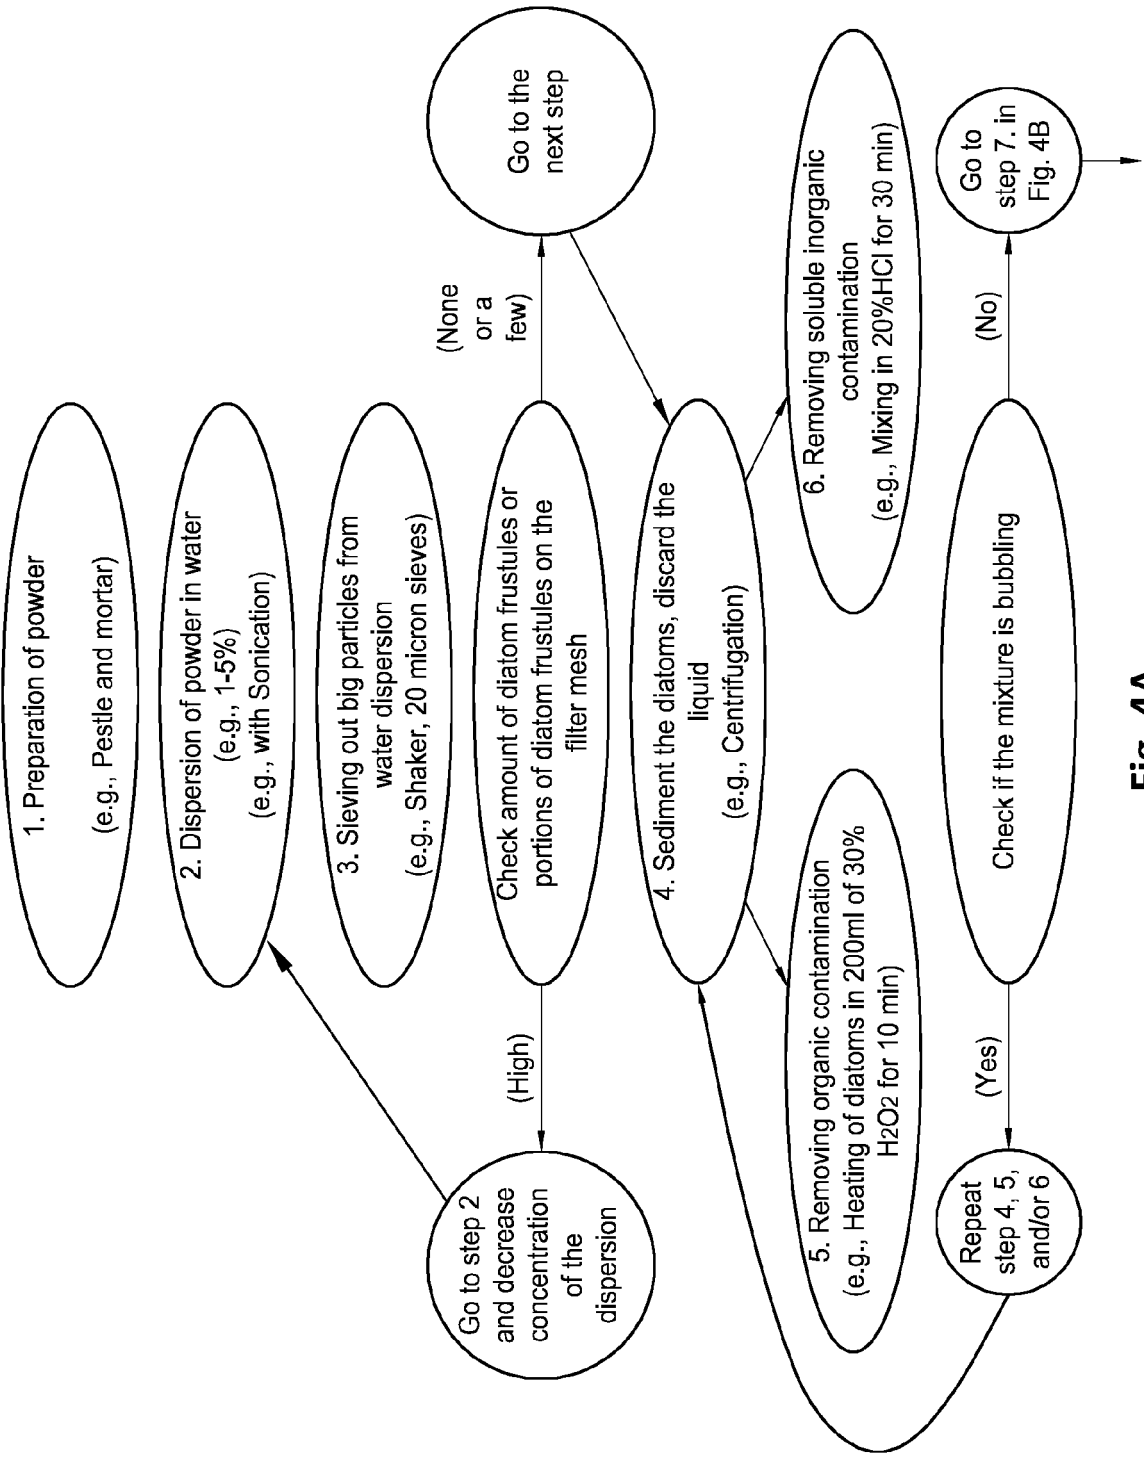 1. Preparation of powder
(e.g., Pestle and mortar)
2. Dispersion of powder in water
(e.g., 1-5%)
(e.g., with Sonication)
3. Sieving out big particles from
water dispersion
(e.g., Shaker, 20 micron sieves)
Go to step 2
and decrease
concentration
of the
dispersion
(High)
Check amount of diatom frustules or
portions of diatom frustules on the
filter mesh
(None
or a
few)
Go to the
next step
4. Sediment the diatoms, discard the
liquid
(e.g., Centrifugation)
5. Removing organic contamination
(e.g., Heating of diatoms in 200ml of 30%
H2O2 for 10 min)
6. Removing soluble inorganic
contamination
(e.g., Mixing in 20%HCl for 30 min)
Repeat
step 4, 5,
and/or 6
(Yes)
Check if the mixture is bubbling
(No)
Go to
step 7. in
Fig. 4B
Fig. 4A